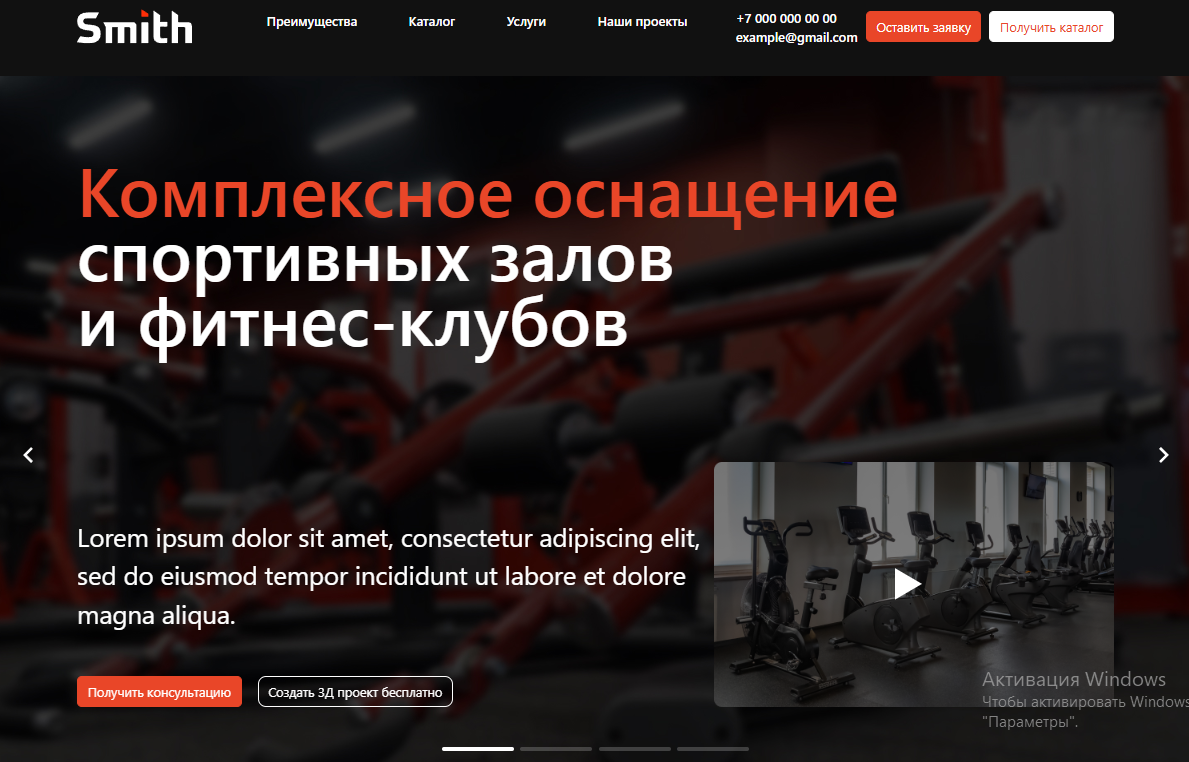 Smith
Преимущества
Каталог
Услуги
Наши проекты
+7 000 000 00 00
example@gmail.com
Оставить заявку
Получить каталог
Комплексное оснащение
спортивных залов
и фитнес-клубов
Lorem ipsum dolor sit amet, consectetur adipiscing elit,
sed do eiusmod tempor incididunt ut labore et dolore
magna aliqua.
Получить консультацию
Создать 3Д проект бесплатно
Активация Windows
Чтобы активировать Windows
"Параметры".